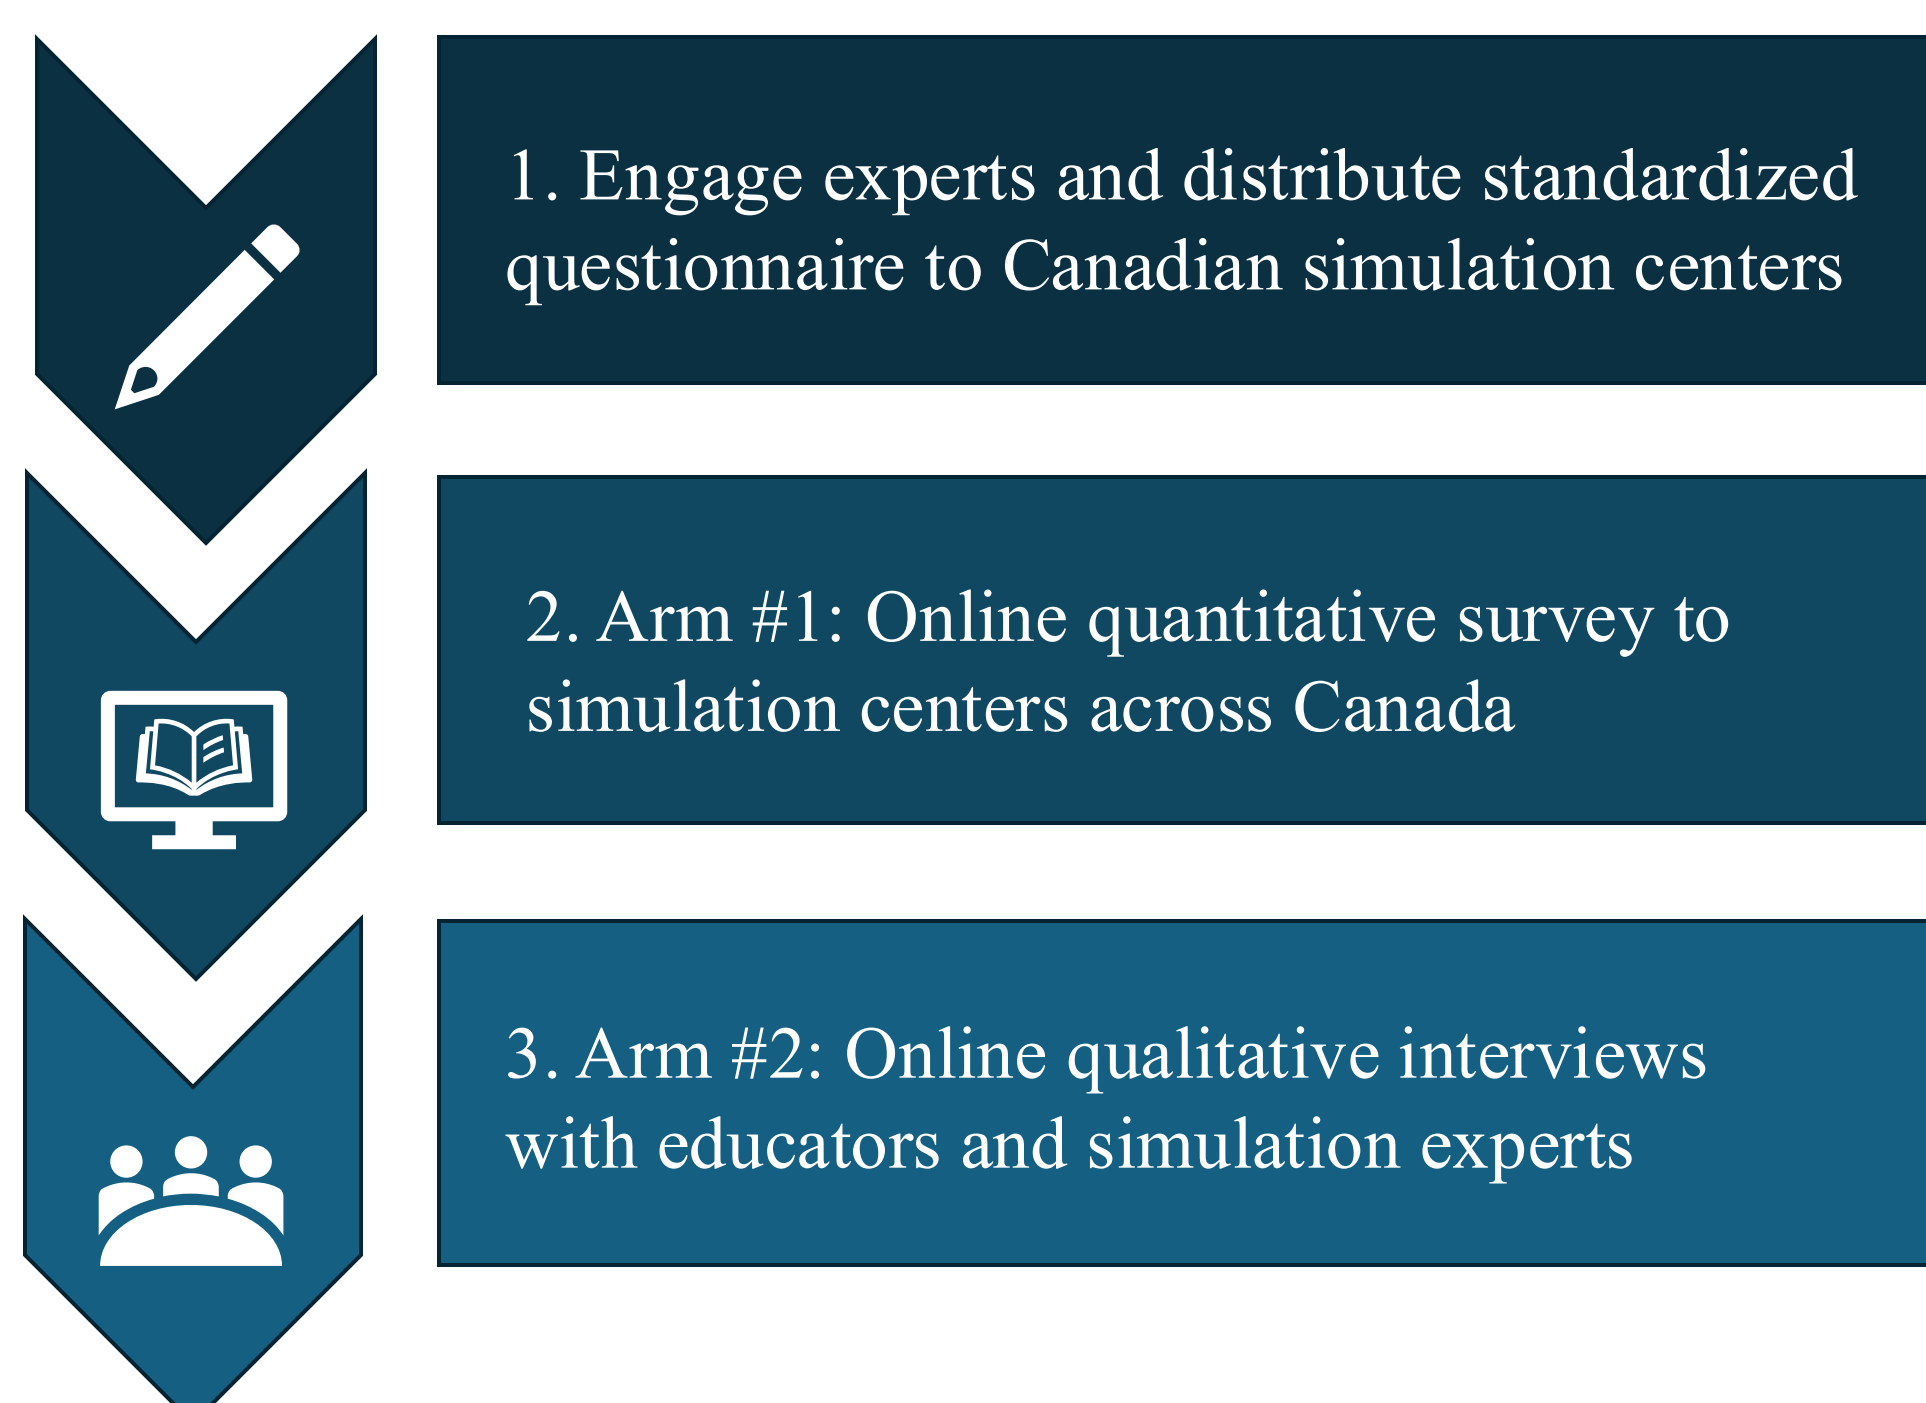 1. Engage experts and distribute standardized
questionnaire to Canadian simulation centers
2. Arm #1: Online quantitative survey to
simulation centers across Canada
3. Arm #2: Online qualitative interviews
with educators and simulation experts